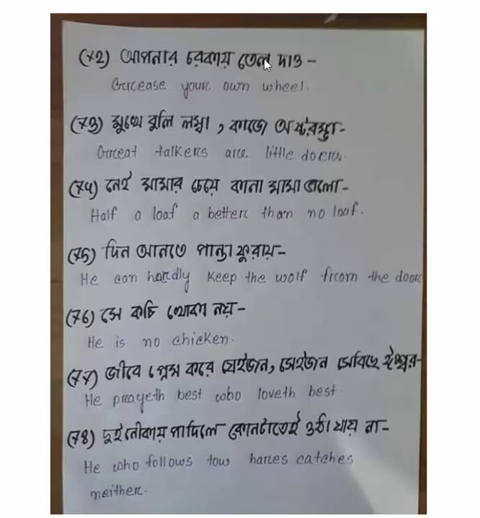 (৭২) আপনার চরকায় তেল দাও-
Grease your own wheel.
(৭৩) মুখে বুলি লম্বা, কাজে অষ্টরম্ভা-
Great talkers are little doers.
(৭৪) নেই মামার চেয়ে কানা মামা ভালো-
Half a loaf a better than no loaf.
(৭৫) দিন আনতে পান্তা ফুরায়-
He can hardly keep the wolf from the door
(৭৬) সে কচি খোকা নয়-
He is no chicken.
(৭৭) জীবে প্রেম করে যেইজন, সেইজন সেবিছে ঈশ্বর-
He prayeth best who loveth best.
(৭৮) দুই নৌকায় পা দিলে কোনটাতেই ওঠা যায় না-
He who follows tow hares catches
neither.